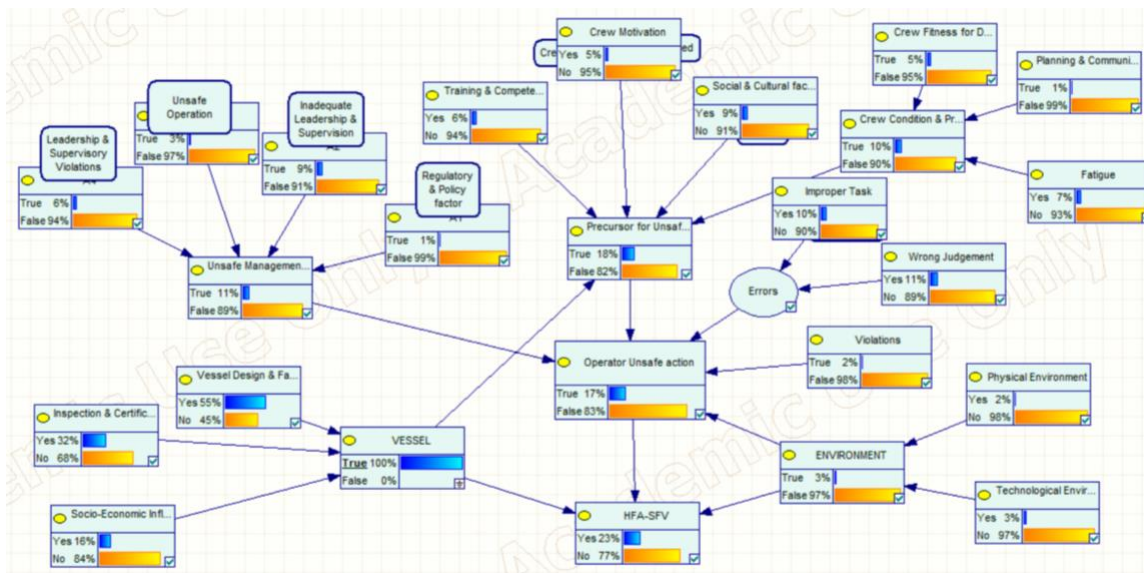 Crew Motivation
Yes 5%
No 95%
Crew Fitness for D...
True 5%
False 95%
Planning & Communi...
True 1%
False 99%
Unsafe
Operation
True 3%
False 97%
Inadequate
Leadership &
Supervision
A2
True 9%
False 91%
Training & Compete...
Yes 6%
No 94%
Social & Cultural fac...
Yes 9%
No 91%
Crew Condition & Pr...
True 10%
False 90%
Leadership &
Supervisory
Violations
True 6%
False 94%
Regulatory
& Policy
factor
A1
True 1%
False 99%
Improper Task
Yes 10%
No 90%
Fatigue
Yes 7%
No 93%
Precursor for Unsaf...
True 18%
False 82%
Unsafe Managemen...
True 11%
False 89%
Wrong Judgement
Yes 11%
No 89%
Errors
Operator Unsafe action
True 17%
False 83%
Violations
True 2%
False 98%
Vessel Design & Fa...
Yes 55%
No 45%
Physical Environment
Yes 2%
No 98%
Inspection & Certific...
Yes 32%
No 68%
VESSEL
True 100%
False 0%
ENVIRONMENT
True 3%
False 97%
Technological Envir...
Yes 3%
No 97%
Socio-Economic Infl...
Yes 16%
No 84%
HFA-SFV
Yes 23%
No 77%
Academic Use Only